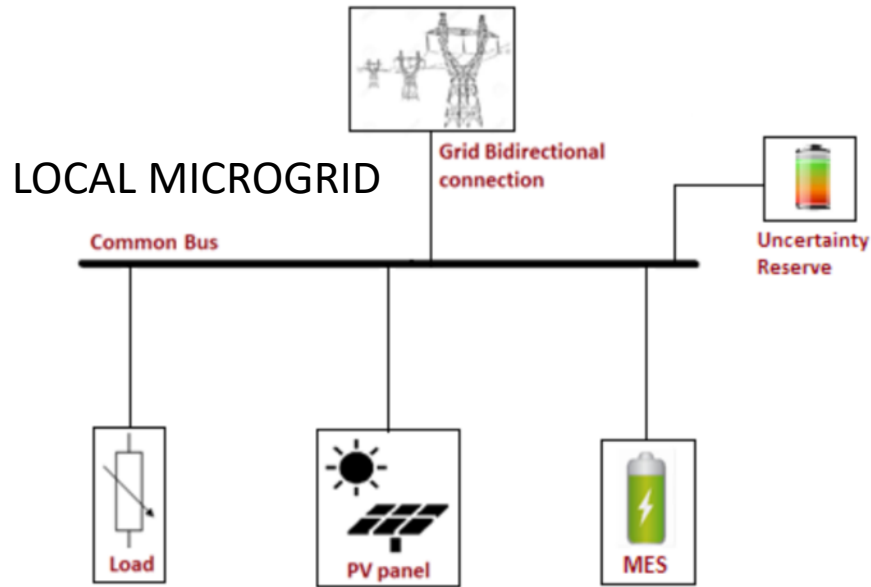 Grid Bidirectional
connection
LOCAL MICROGRID
Common Bus
Uncertainty
Reserve
Load
PV panel
MES